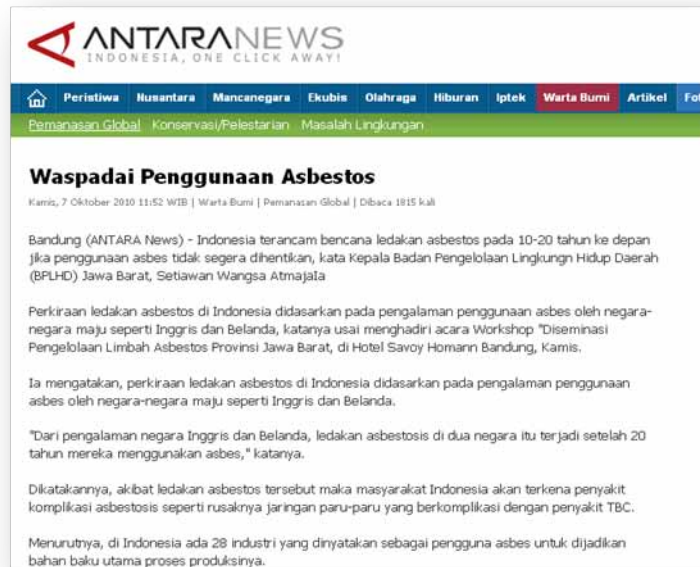 ANTARANEWS
INDONESIA, ONE CLICK AWAY!
Peristiwa Nusantara Mancanegara Ekubis Olahraga Hiburan Iptek Warta Bumi Artikel Fot
Pemanasan Global Konservasi/Pelestarian Masalah Lingkungan
Waspadai Penggunaan Asbestos
Kamis, 7 Oktober 2010 11:52 WIB | Warta Bumi | Pemanasan Global | Dibaca 1815 kali
Bandung (ANTARA News) - Indonesia terancam bencana ledakan asbestos pada 10-20 tahun ke depan
jika penggunaan asbes tidak segera dihentikan, kata Kepala Badan Pengelolaan Lingkungn Hidup Daerah
(BPLHD) Jawa Barat, Setiawan Wangsa Atmajala
Perkiraan ledakan asbestos di Indonesia didasarkan pada pengalaman penggunaan asbes oleh negara-
negara maju seperti Inggris dan Belanda, katanya usai menghadiri acara Workshop "Diseminasi
Pengelolaan Limbah Asbestos Provinsi Jawa Barat, di Hotel Savoy Homann Bandung, Kamis.
Ia mengatakan, perkiraan ledakan asbestos di Indonesia didasarkan pada pengalaman penggunaan
asbes oleh negara-negara maju seperti Inggris dan Belanda.
"Dari pengalaman negara Inggris dan Belanda, ledakan asbestosis di dua negara itu terjadi setelah 20
tahun mereka menggunakan asbes," katanya.
Dikatakannya, akibat ledakan asbestos tersebut maka masyarakat Indonesia akan terkena penyakit
komplikasi asbestosis seperti rusaknya jaringan paru-paru yang berkomplikasi dengan penyakit TBC.
Menurutnya, di Indonesia ada 28 industri yang dinyatakan sebagai pengguna asbes untuk dijadikan
bahan baku utama proses produksinya.